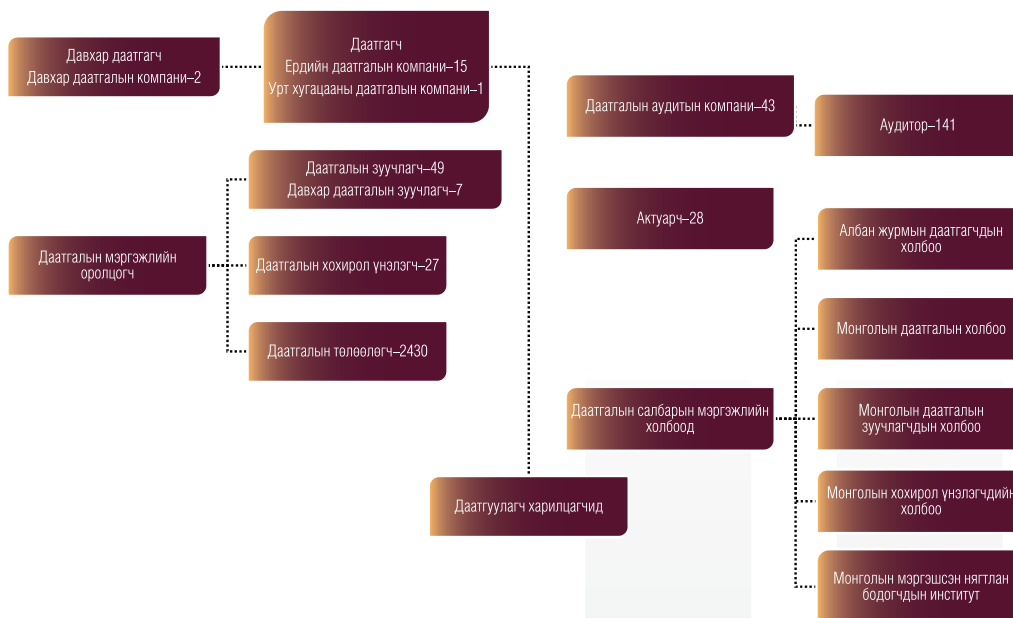 Давхар даатгагч
Давхар даатгалын компани–2
Даатгагч
Ердийн даатгалын компани–15
Урт хугацааны даатгалын компани–1
Даатгалын зуучлагч–49
Давхар даатгалын зуучлагч–7
Даатгалын мэргэжлийн
оролцогч
Даатгалын хохирол үнэлэгч–27
Даатгалын төлөөлөгч–2430
Даатгуулагч харилцагчид
Даатгалын аудитын компани–43
Аудитор–141
Актуарч–28
Даатгалын салбарын мэргэжлийн
холбоод
Албан журмын даатгагчдын
холбоо
Монголын даатгалын холбоо
Монголын даатгалын
зуучлагчдын холбоо
Монголын хохирол үнэлэгчдийн
холбоо
Монголын мэргэшсэн нягтлан
бодогчдын институт